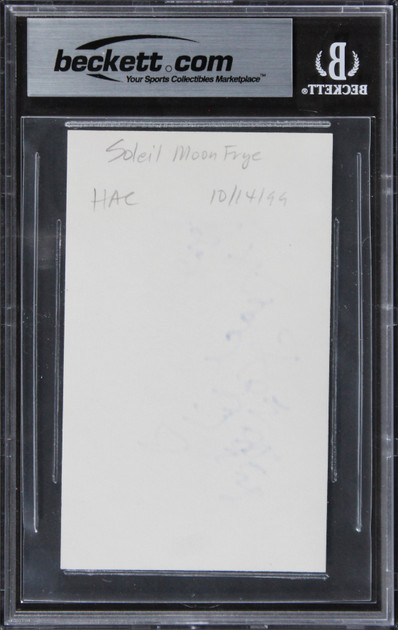 beckett.com
Your Sports Collectibles Marketplace™
BECKETT®
Soleil Moon Frye
HAC 10/14/99